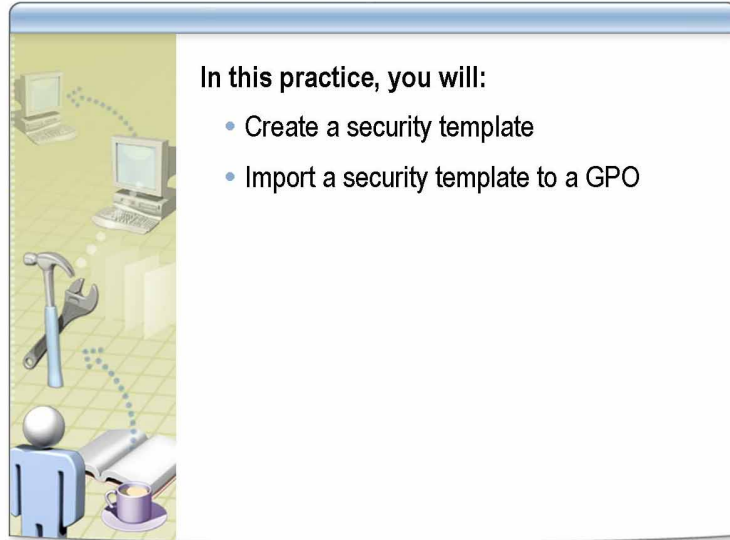 In this practice, you will:
• Create a security template
• Import a security template to a GPO